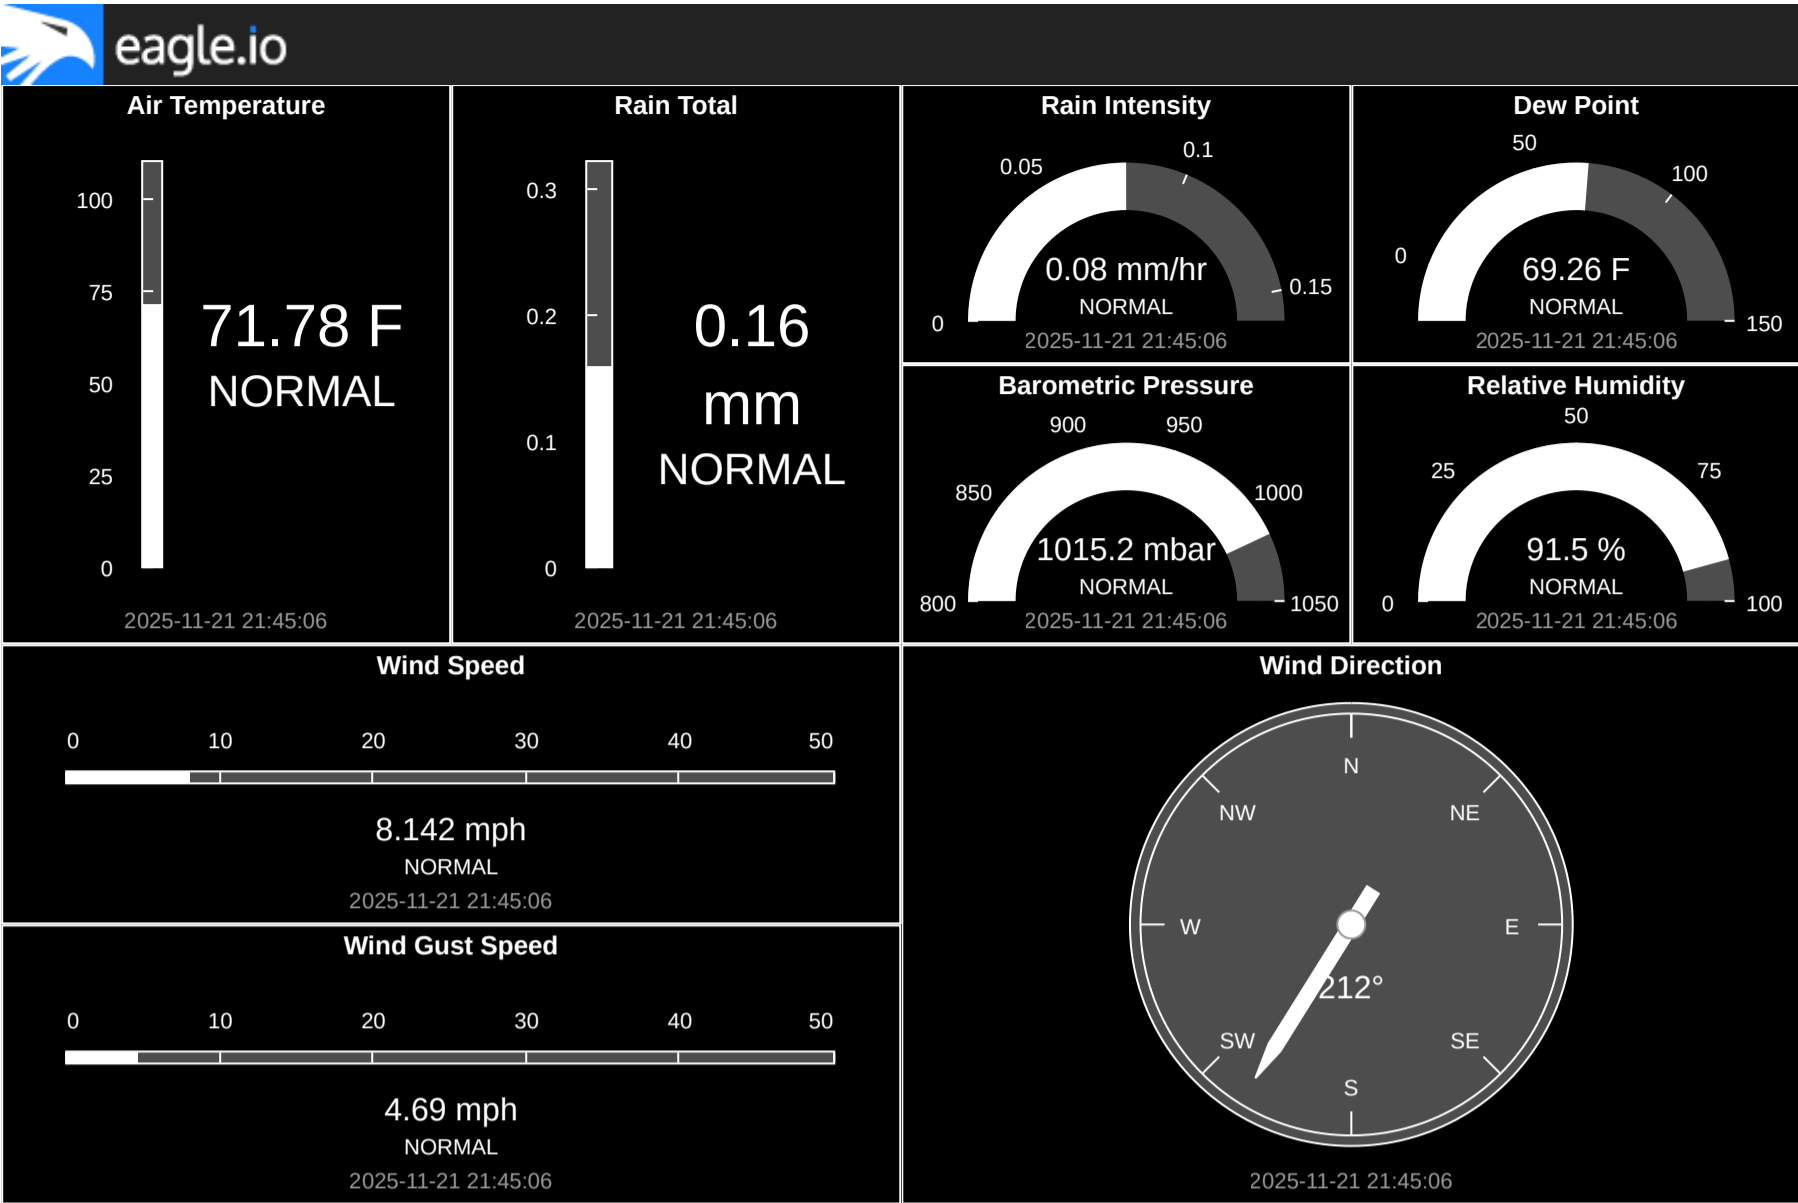 eagle.io
Air Temperature
100
75
50
25
0
71.78 F
NORMAL
2025-11-21 21:45:06
Rain Total
0.3
0.2
0.1
0
0.16
mm
NORMAL
2025-11-21 21:45:06
Rain Intensity
0
0.05
0.1
0.15
0.08 mm/hr
NORMAL
2025-11-21 21:45:06
Dew Point
0
50
100
150
69.26 F
NORMAL
2025-11-21 21:45:06
Barometric Pressure
800
850
900
950
1000
1050
1015.2 mbar
NORMAL
2025-11-21 21:45:06
Relative Humidity
0
25
50
75
100
91.5 %
NORMAL
2025-11-21 21:45:06
Wind Speed
0 10 20 30 40 50
8.142 mph
NORMAL
2025-11-21 21:45:06
Wind Gust Speed
0 10 20 30 40 50
4.69 mph
NORMAL
2025-11-21 21:45:06
Wind Direction
N
NW NE
W E
212°
SW SE
S
2025-11-21 21:45:06